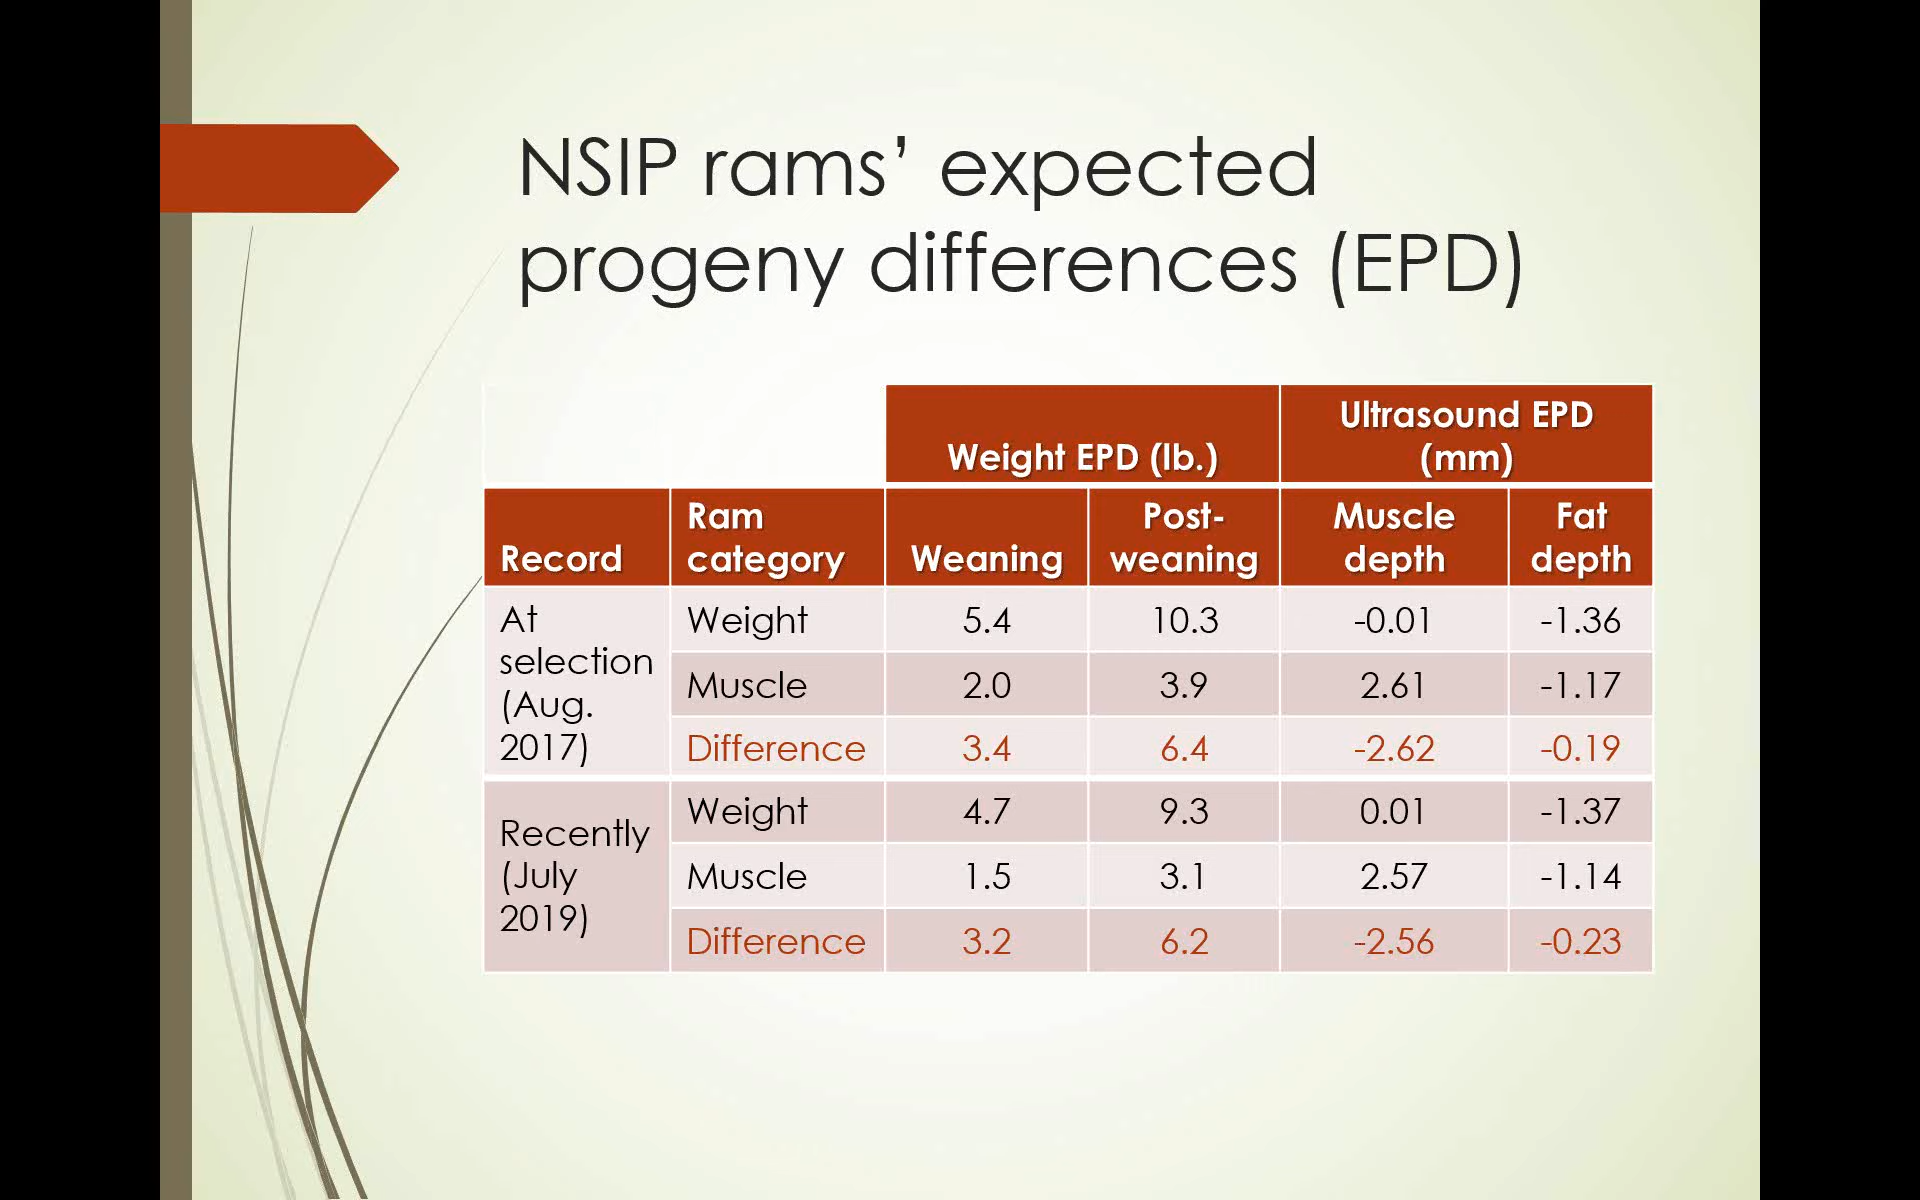 NSIP rams’ expected
progeny differences (EPD)
Weight EPD (lb.) Ultrasound EPD (mm)
Record Ram category Weaning Post-weaning Muscle depth Fat depth
At selection (Aug. 2017) Weight 5.4 10.3 -0.01 -1.36
Muscle 2.0 3.9 2.61 -1.17
Difference 3.4 6.4 -2.62 -0.19
Recently (July 2019) Weight 4.7 9.3 0.01 -1.37
Muscle 1.5 3.1 2.57 -1.14
Difference 3.2 6.2 -2.56 -0.23